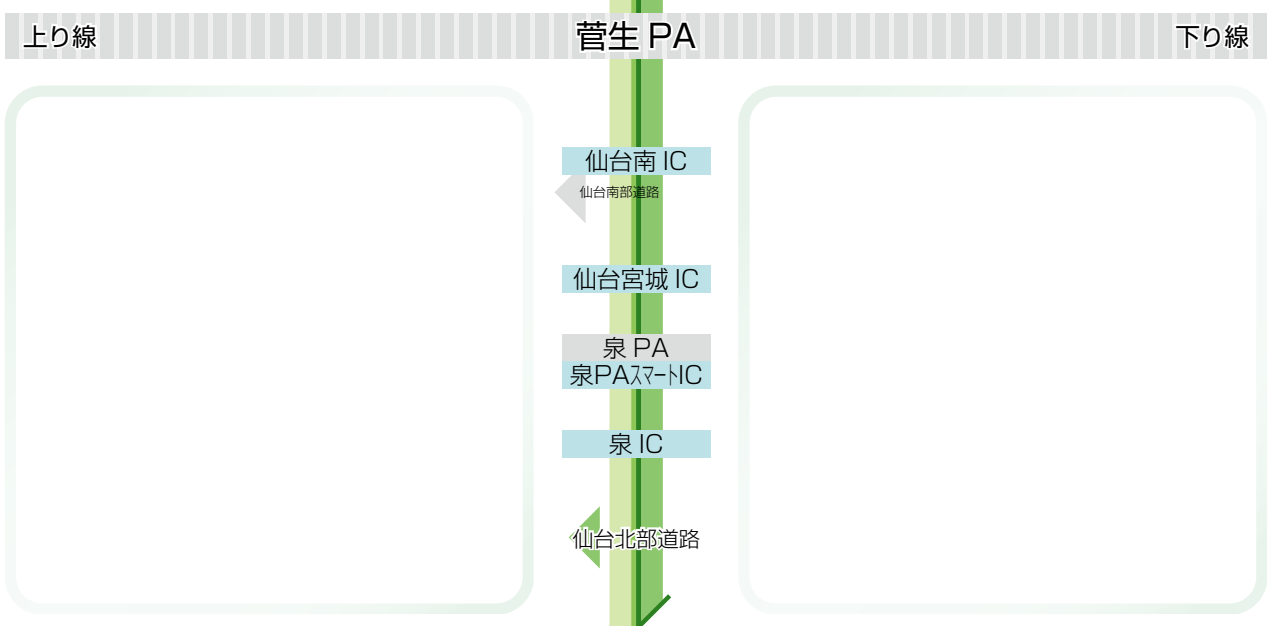 上り線
菅生 PA
下り線
仙台南 IC
仙台南部道路
仙台宮城 IC
泉 PA
泉PAスマートIC
泉 IC
仙台北部道路